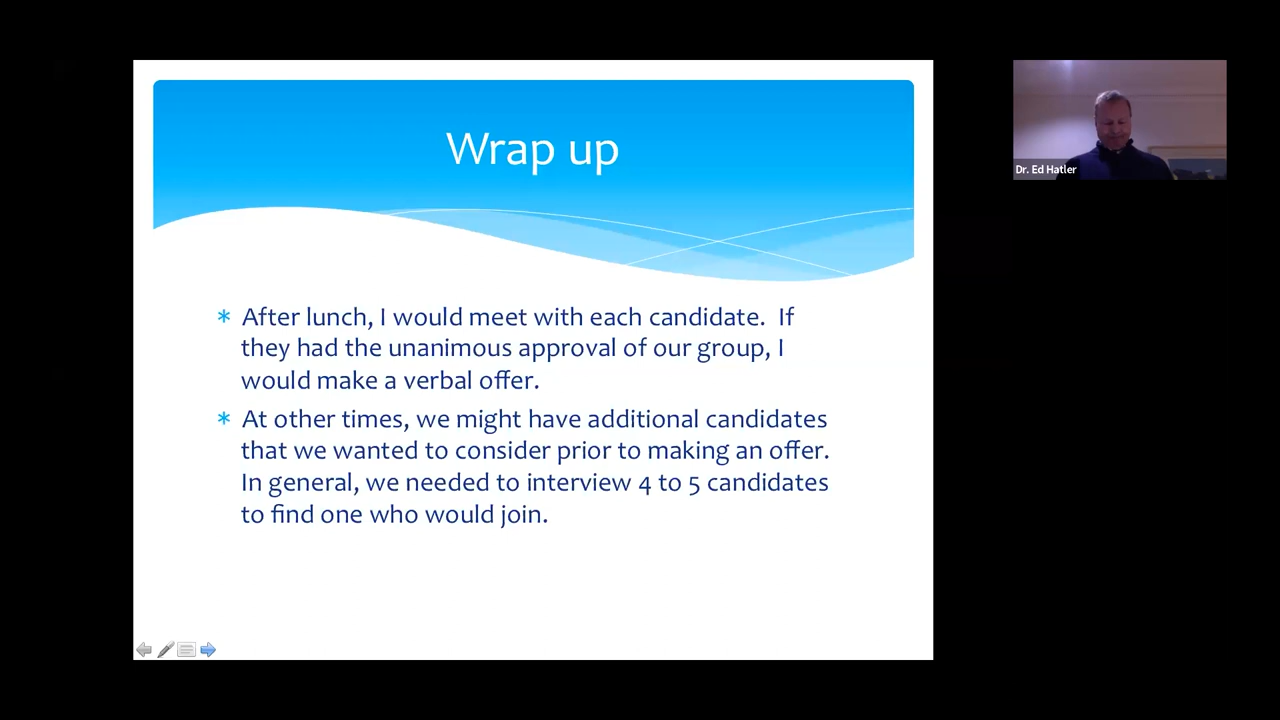 Wrap up
* After lunch, I would meet with each candidate.  If
they had the unanimous approval of our group, I
would make a verbal offer.
* At other times, we might have additional candidates
that we wanted to consider prior to making an offer.
In general, we needed to interview 4 to 5 candidates
to find one who would join.
Dr. Ed Hatler